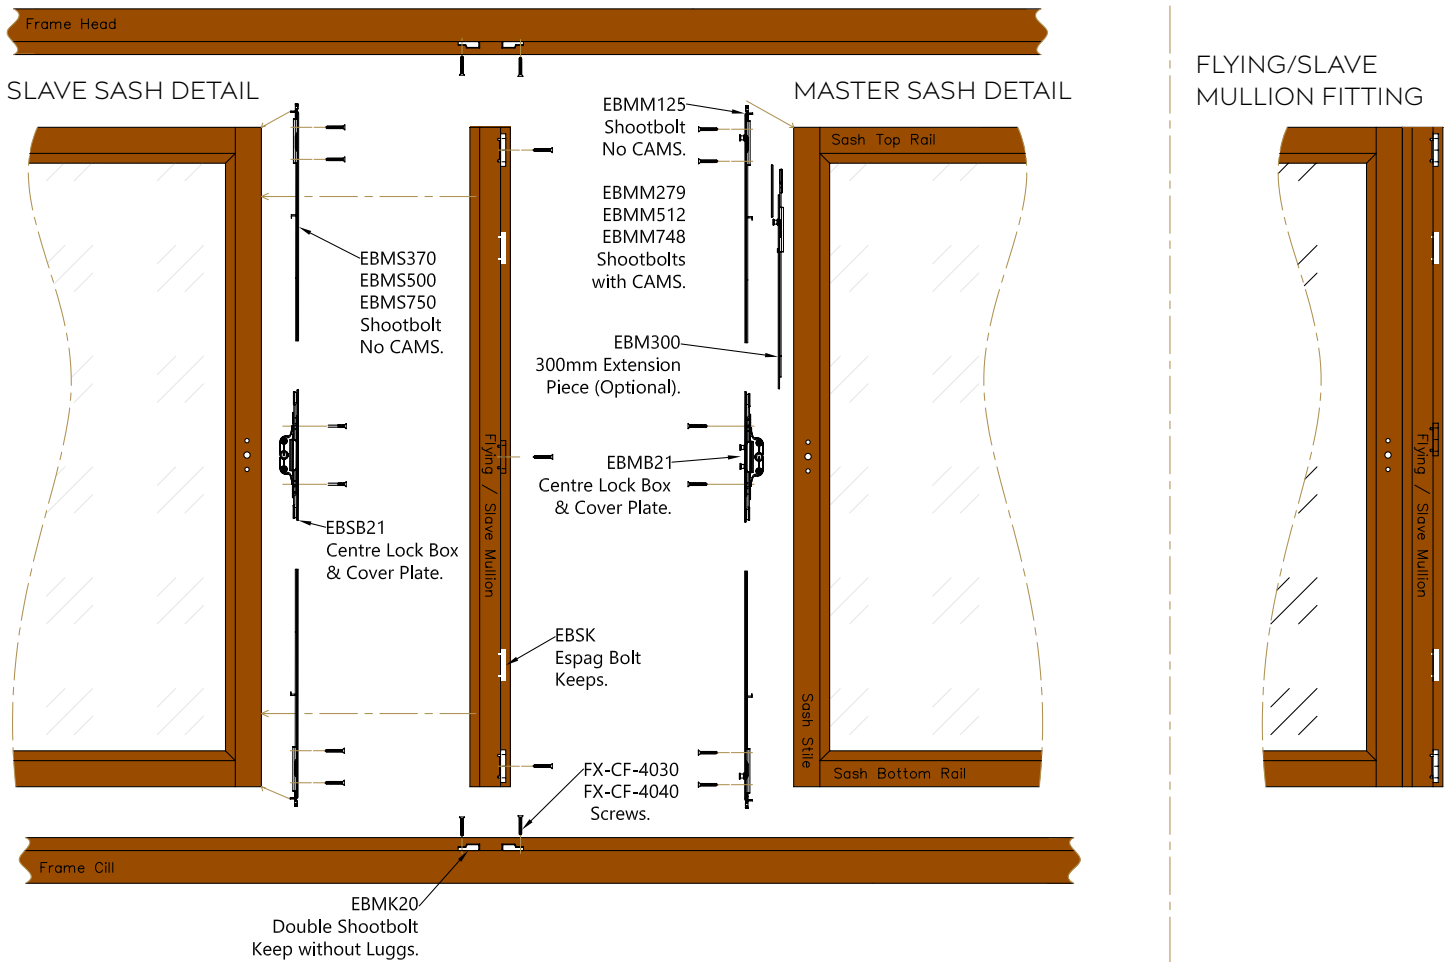 Frame Head
SLAVE SASH DETAIL
MASTER SASH DETAIL
FLYING/SLAVE
MULLION FITTING
EBMM125
Shootbolt
No CAMS.
Sash Top Rail
EBMM279
EBMM512
EBMM748
Shootbolts
with CAMS.
EBMS370
EBMS500
EBMS750
Shootbolt
No CAMS.
EBM300
300mm Extension
Piece (Optional).
Flying / Slave Mullion
EBMB21
Centre Lock Box
& Cover Plate.
Flying / Slave Mullion
EBSB21
Centre Lock Box
& Cover Plate.
EBSK
Espag Bolt
Keeps.
Sash Stile
Sash Bottom Rail
FX-CF-4030
FX-CF-4040
Screws.
Frame Cill
EBMK20
Double Shootbolt
Keep without Luggs.